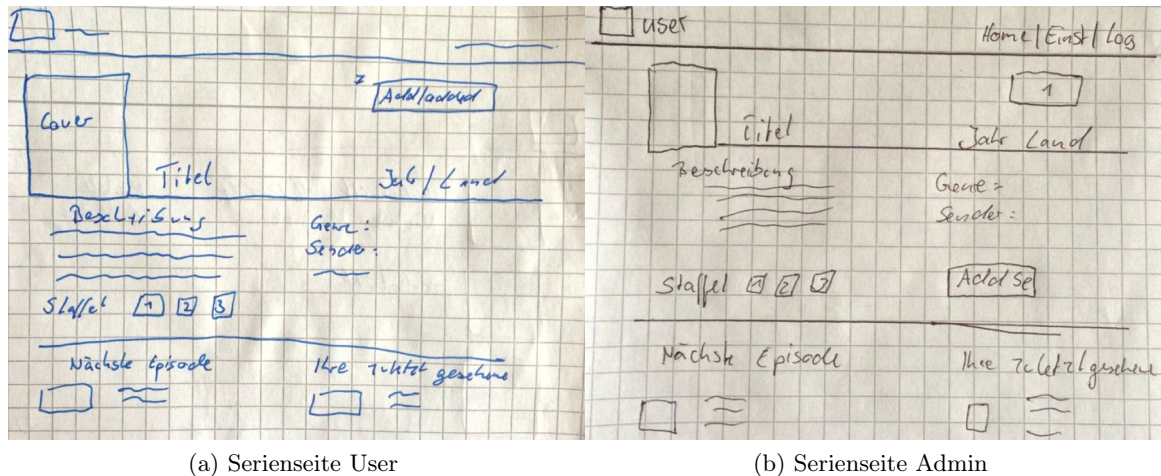 Add/added
Cover
Titel
Jahr/Land
Beschreibung
Genre:
Sender:
Staffel 1 2 3
Nächste Episode
Ihre zuletzt gesehene
(a) Serienseite User
user
Home/Einst/Log
1
Titel
Jahr Land
Beschreibung
Genre:
Sender:
Staffel 1 2 3
Add Se
Nächste Episode
Ihre zuletzt gesehene
(b) Serienseite Admin